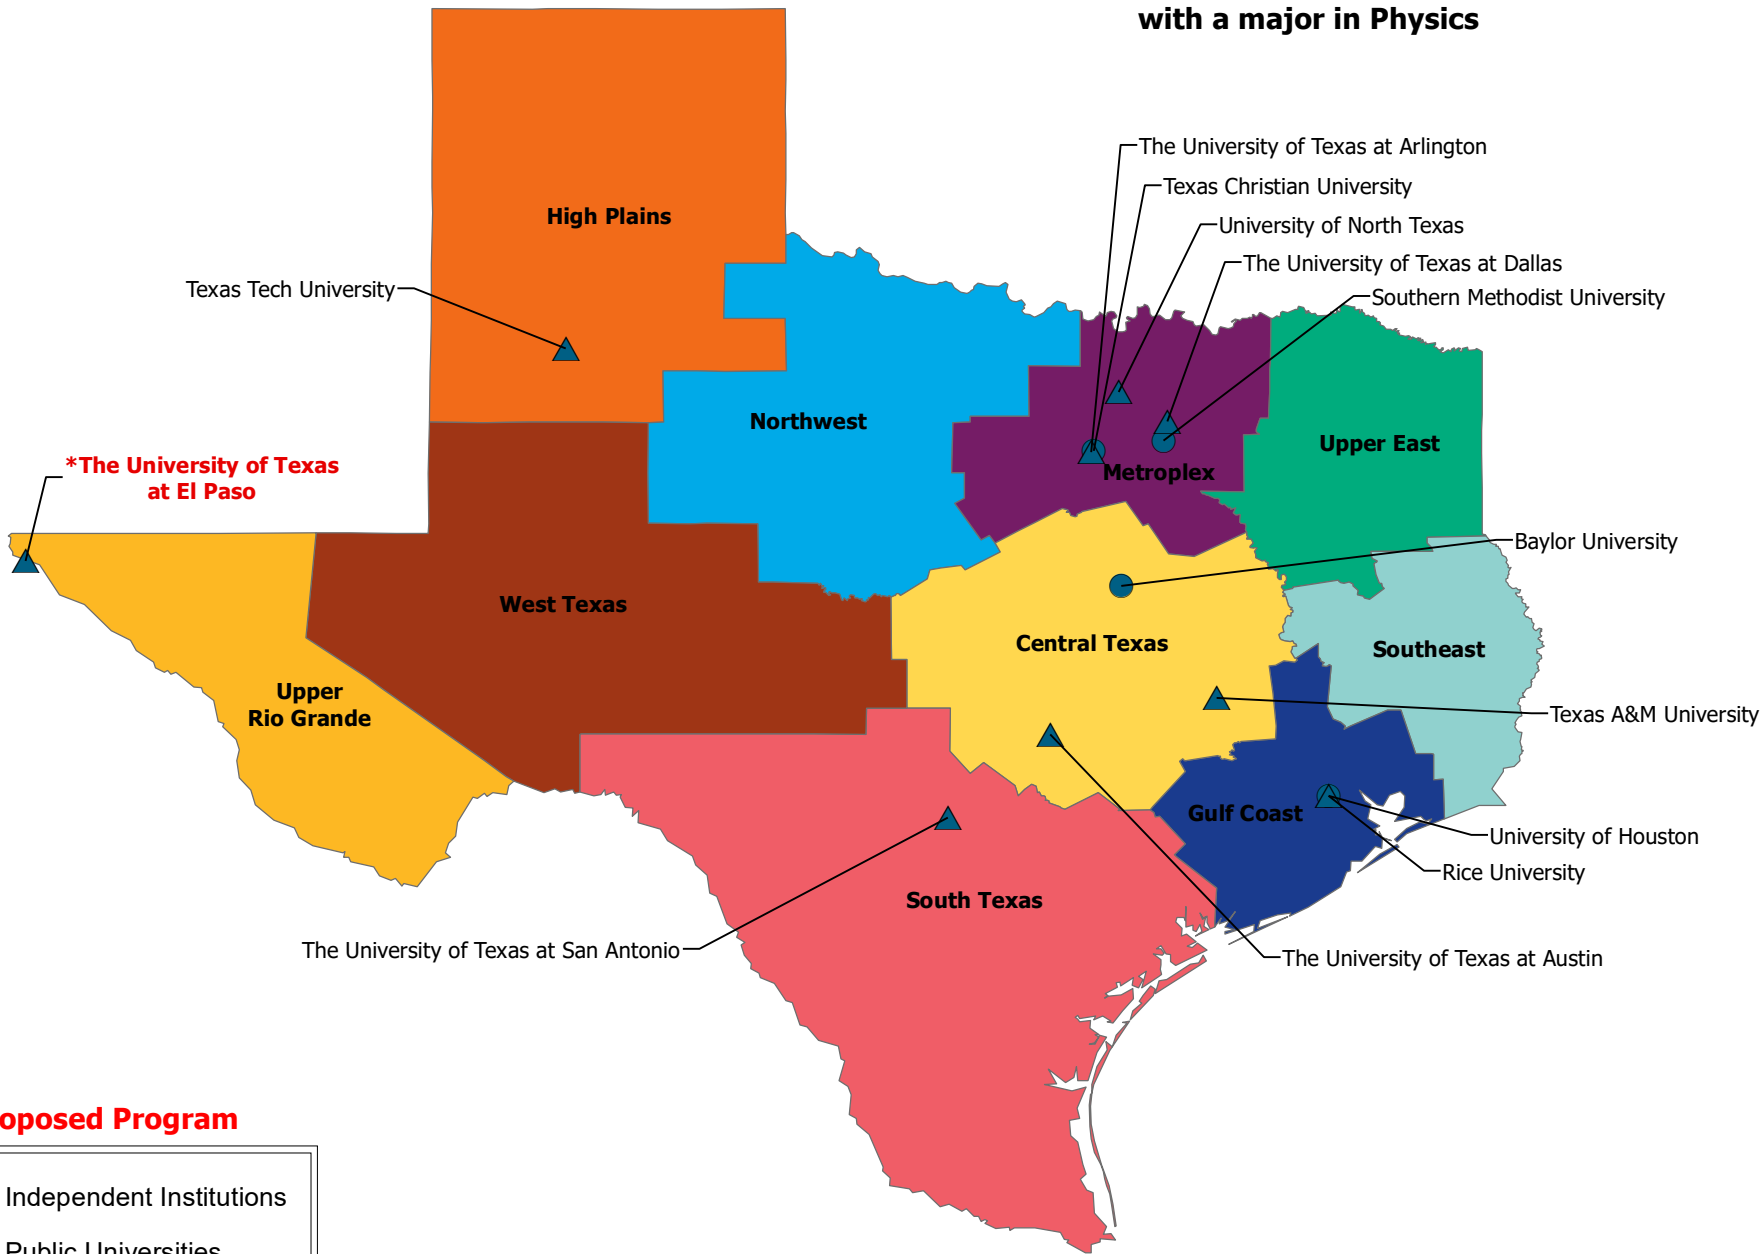 with a major in Physics
The University of Texas at Arlington
Texas Christian University
High Plains
University of North Texas
The University of Texas at Dallas
Texas Tech University
Southern Methodist University
Northwest
Upper East
*The University of Texas
at El Paso
Metroplex
Baylor University
West Texas
Central Texas
Southeast
Upper
Rio Grande
Texas A&M University
Gulf Coast
University of Houston
Rice University
South Texas
The University of Texas at San Antonio
The University of Texas at Austin
oposed Program
Independent Institutions
Public Universities